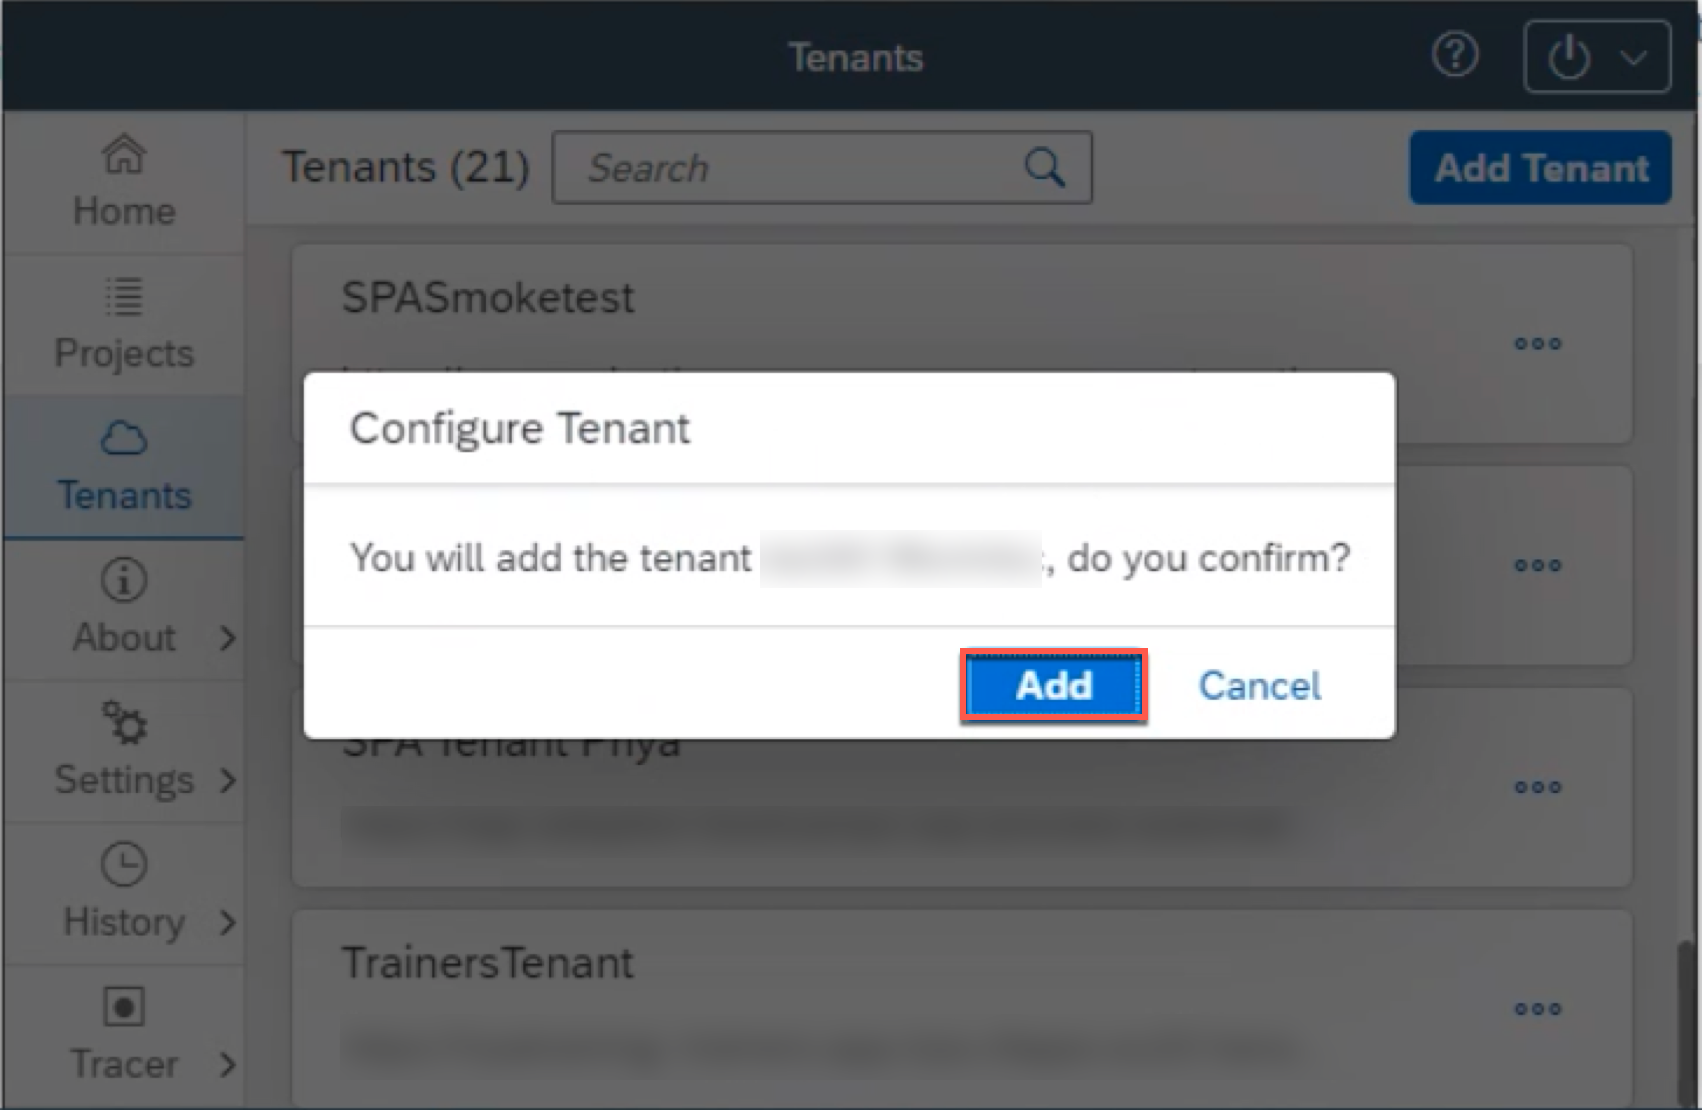 Tenants
Home
Projects
Tenants
About
Settings
History
Tracer
Tenants (21)
Search
Add Tenant
SPASmoketest
Configure Tenant
You will add the tenant , do you confirm?
Add
Cancel
SPA Tenant Priya
TrainersTenant